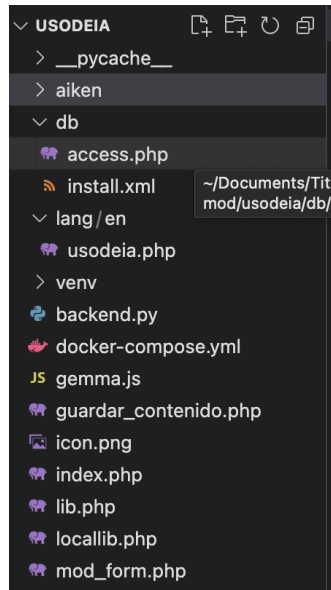 USODEIA
__pycache__
aiken
db
access.php
install.xml
~/Documents/Tit
mod/usodeia/db/
lang/en
usodeia.php
venv
backend.py
docker-compose.yml
JS gemma.js
guardar_contenido.php
icon.png
index.php
lib.php
locallib.php
mod_form.php